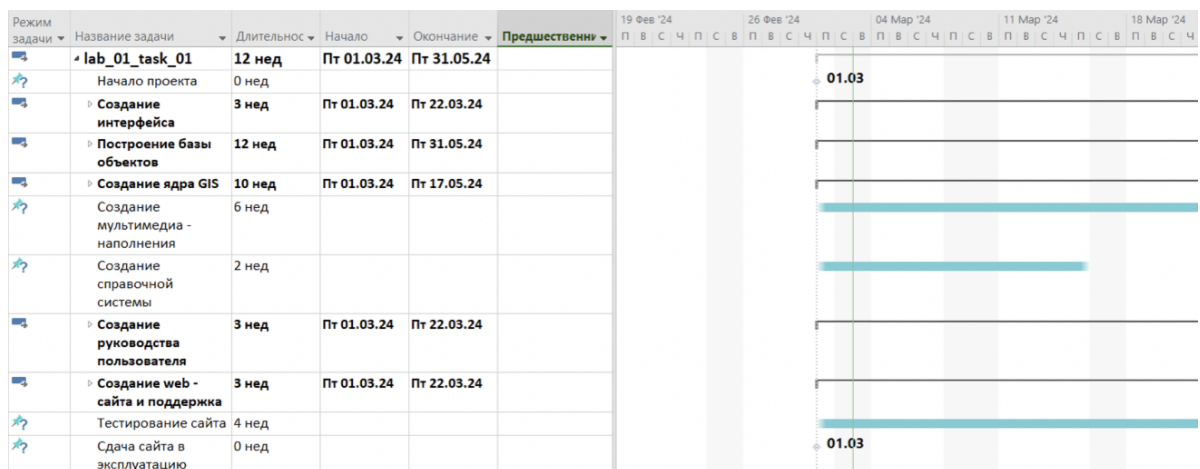 Режим задачи Название задачи Длительнос Начало Окончание Предшественни
19 Фев '24 26 Фев '24 04 Мар '24 11 Мар '24 18 Мар '24
П В С Ч П С В П В С Ч П С В П В С Ч П С В П В С Ч П С В П В С Ч
lab_01_task_01 12 нед Пт 01.03.24 Пт 31.05.24
Начало проекта 0 нед 01.03
Создание 3 нед Пт 01.03.24 Пт 22.03.24
интерфейса
Построение базы 12 нед Пт 01.03.24 Пт 31.05.24
объектов
Создание ядра GIS 10 нед Пт 01.03.24 Пт 17.05.24
Создание 6 нед
мультимедиа -
наполнения
Создание 2 нед
справочной
системы
Создание 3 нед Пт 01.03.24 Пт 22.03.24
руководства
пользователя
Создание web - 3 нед Пт 01.03.24 Пт 22.03.24
сайта и поддержка
Тестирование сайта 4 нед
Сдача сайта в 0 нед 01.03
эксплуатацию